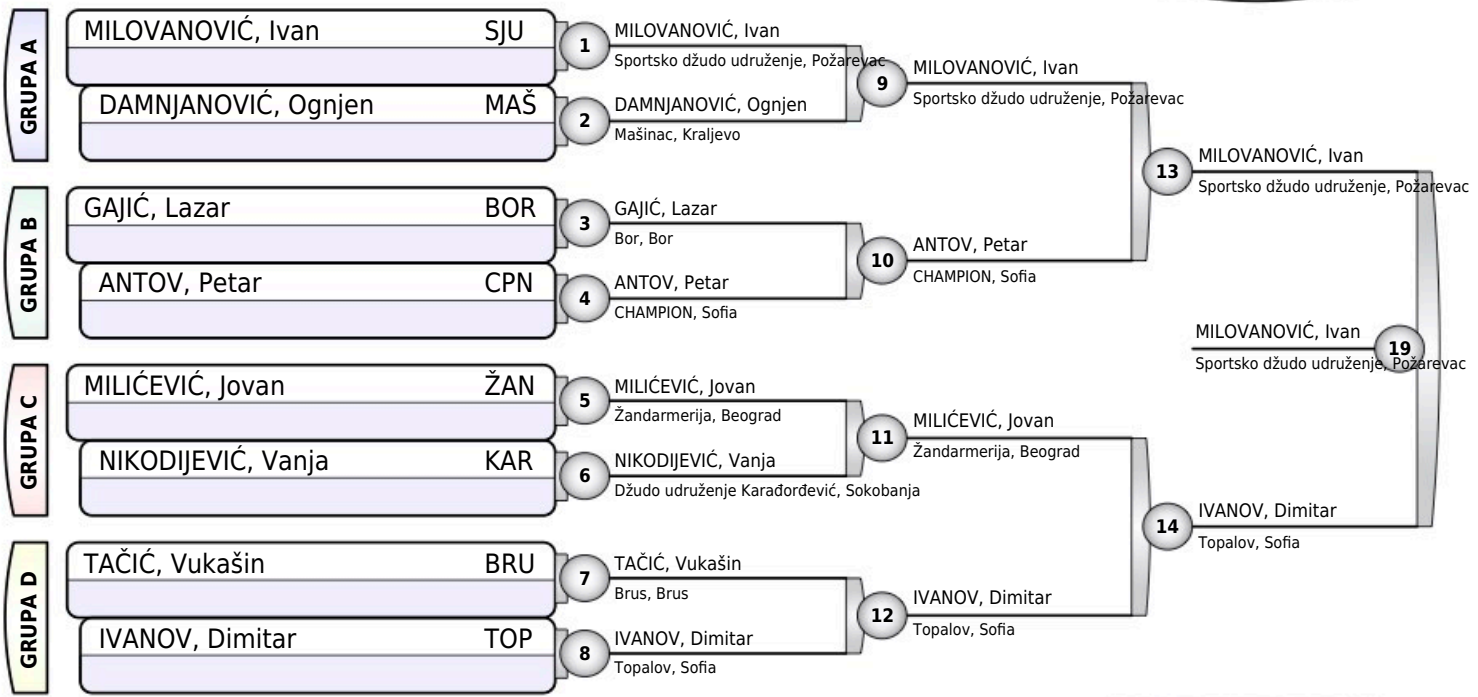 GRUPA A
MILOVANOVIĆ, Ivan SJU
DAMNJANOVIĆ, Ognjen MAŠ
GRUPA B
GAJIĆ, Lazar BOR
ANTOV, Petar CPN
GRUPA C
MILIĆEVIĆ, Jovan ŽAN
NIKODIJEVIĆ, Vanja KAR
GRUPA D
TAČIĆ, Vukašin BRU
IVANOV, Dimitar TOP
1
MILOVANOVIĆ, Ivan
Sportsko džudo udruženje, Požarevac
2
DAMNJANOVIĆ, Ognjen
Mašinac, Kraljevo
3
GAJIĆ, Lazar
Bor, Bor
4
ANTOV, Petar
CHAMPION, Sofia
5
MILIĆEVIĆ, Jovan
Žandarmerija, Beograd
6
NIKODIJEVIĆ, Vanja
Džudo udruženje Karađorđević, Sokobanja
7
TAČIĆ, Vukašin
Brus, Brus
8
IVANOV, Dimitar
Topalov, Sofia
9
MILOVANOVIĆ, Ivan
Sportsko džudo udruženje, Požarevac
10
ANTOV, Petar
CHAMPION, Sofia
11
MILIĆEVIĆ, Jovan
Žandarmerija, Beograd
12
IVANOV, Dimitar
Topalov, Sofia
13
MILOVANOVIĆ, Ivan
Sportsko džudo udruženje, Požarevac
14
IVANOV, Dimitar
Topalov, Sofia
MILOVANOVIĆ, Ivan
19
Sportsko džudo udruženje, Požarevac